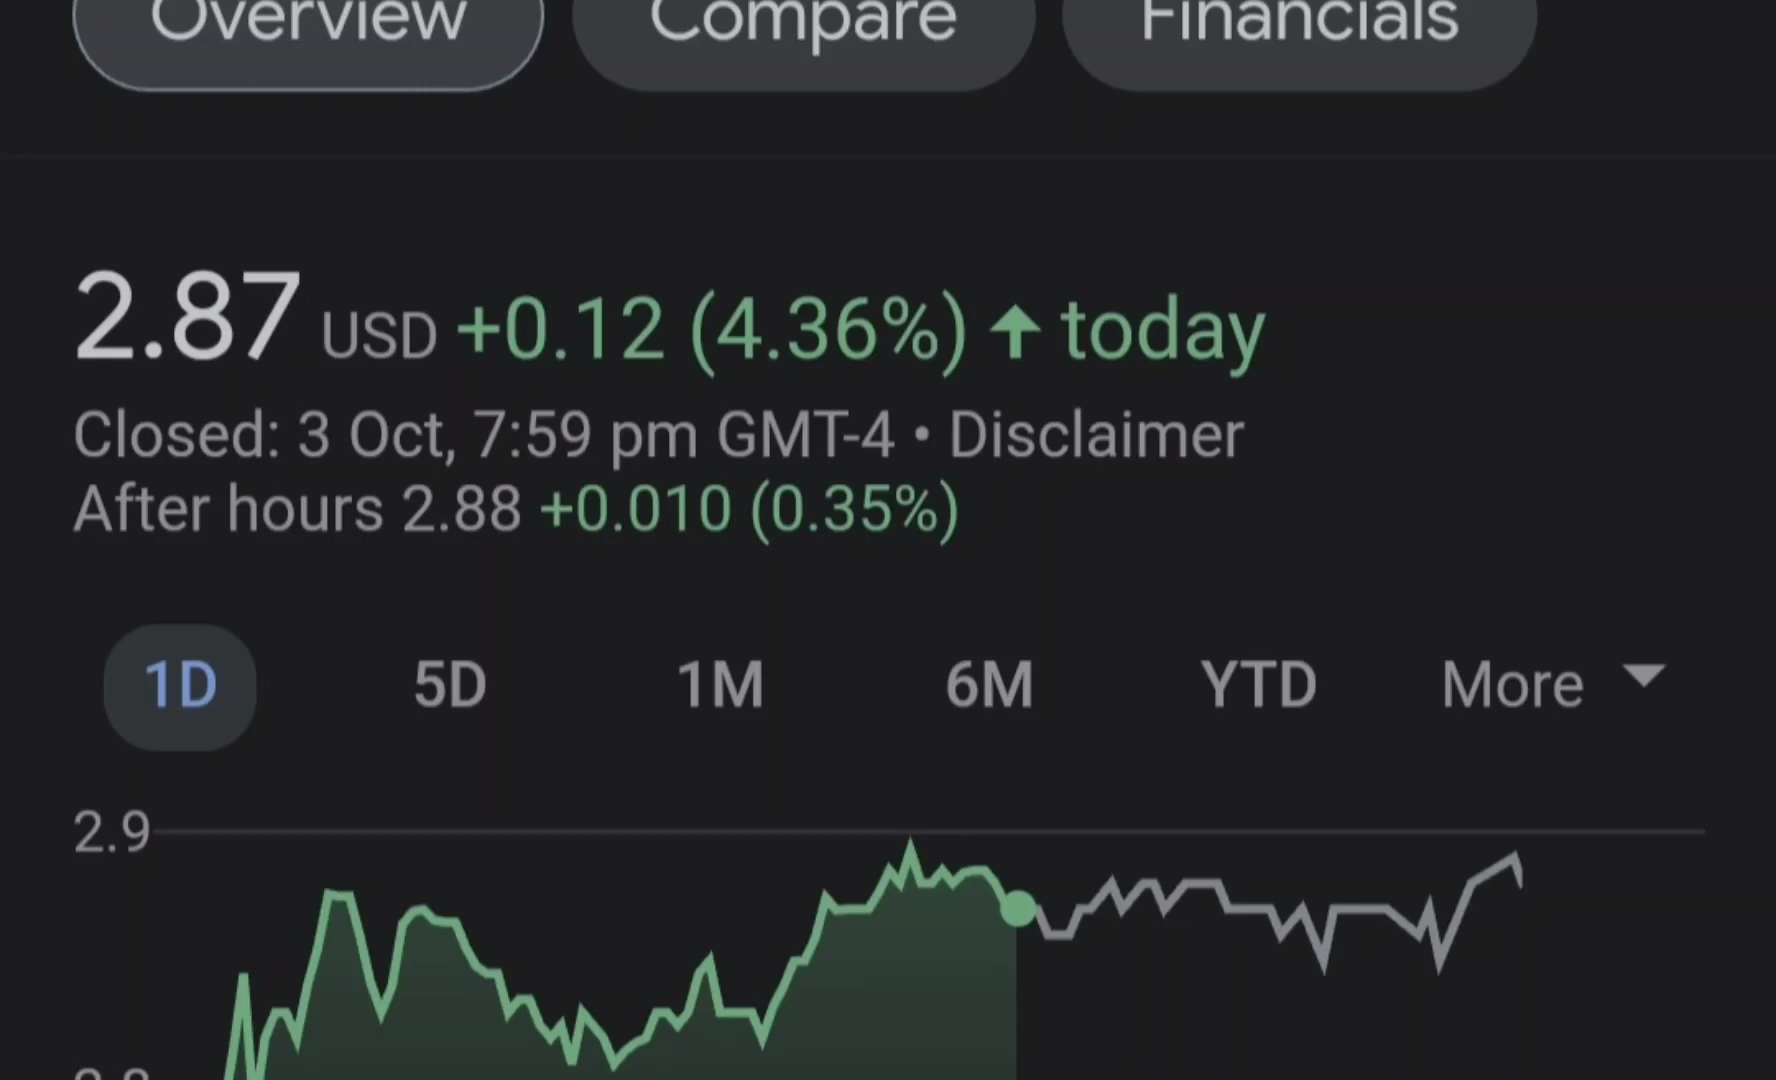 Overview Compare Financials
2.87 USD +0.12 (4.36%) ↑ today
Closed: 3 Oct, 7:59 pm GMT-4 • Disclaimer
After hours 2.88 +0.010 (0.35%)
1D 5D 1M 6M YTD More
2.9